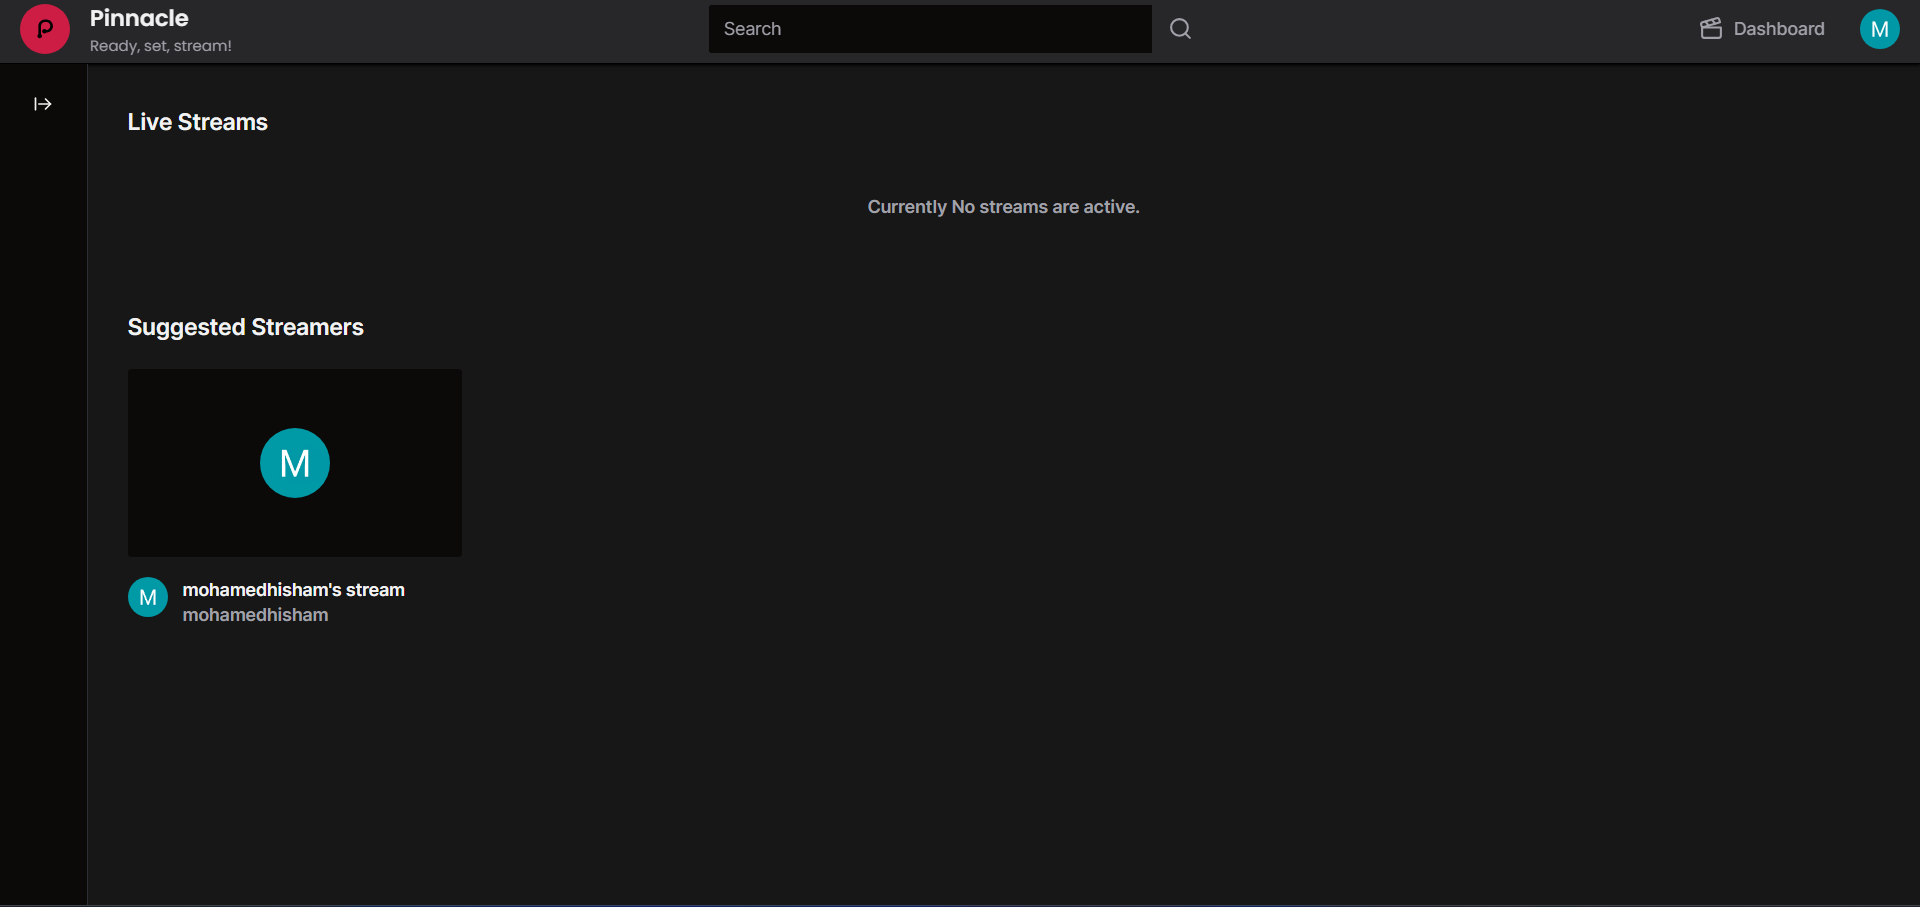 Pinnacle
Ready, set, stream!
Search
Dashboard
M
Live Streams
Currently No streams are active.
Suggested Streamers
M
M
mohamedhisham's stream
mohamedhisham